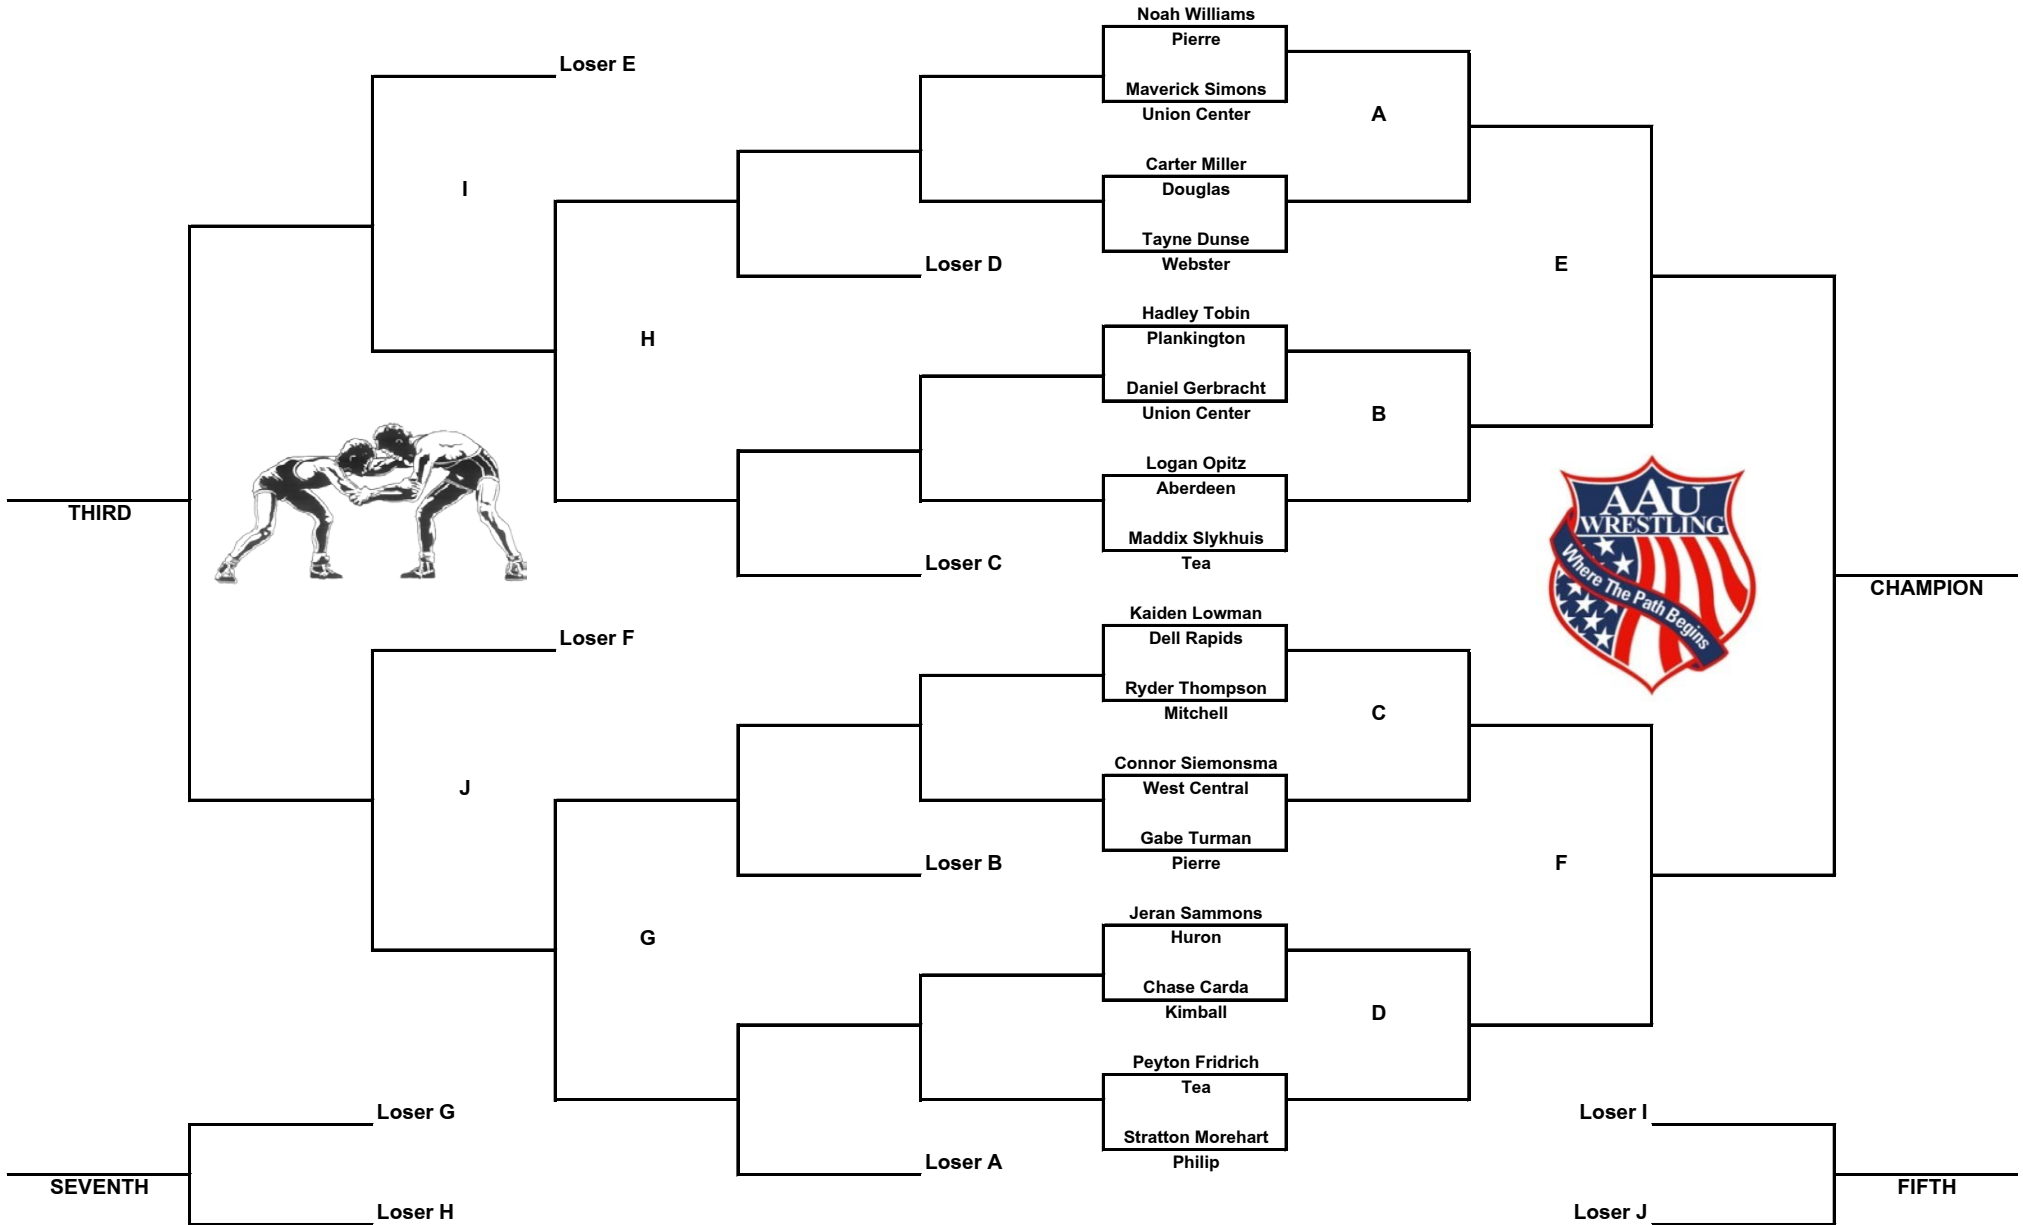 Noah Williams
Pierre
Loser E
Maverick Simons
Union Center
A
Carter Miller
I
Douglas
Tayne Dunse
Loser D
Webster
E
Hadley Tobin
H
Plankington
Daniel Gerbracht
Union Center
B
Logan Opitz
Aberdeen
AAU
WRESTLING
Where The Path Begins
THIRD
Maddix Slykhuis
Loser C
Tea
CHAMPION
Kaiden Lowman
Loser F
Dell Rapids
Ryder Thompson
Mitchell
C
Connor Siemonsma
J
West Central
Gabe Turman
Loser B
Pierre
F
Jeran Sammons
G
Huron
Chase Carda
Kimball
D
Peyton Fridrich
Tea
Loser G
Loser I
Stratton Morehart
Loser A
Philip
SEVENTH
FIFTH
Loser H
Loser J